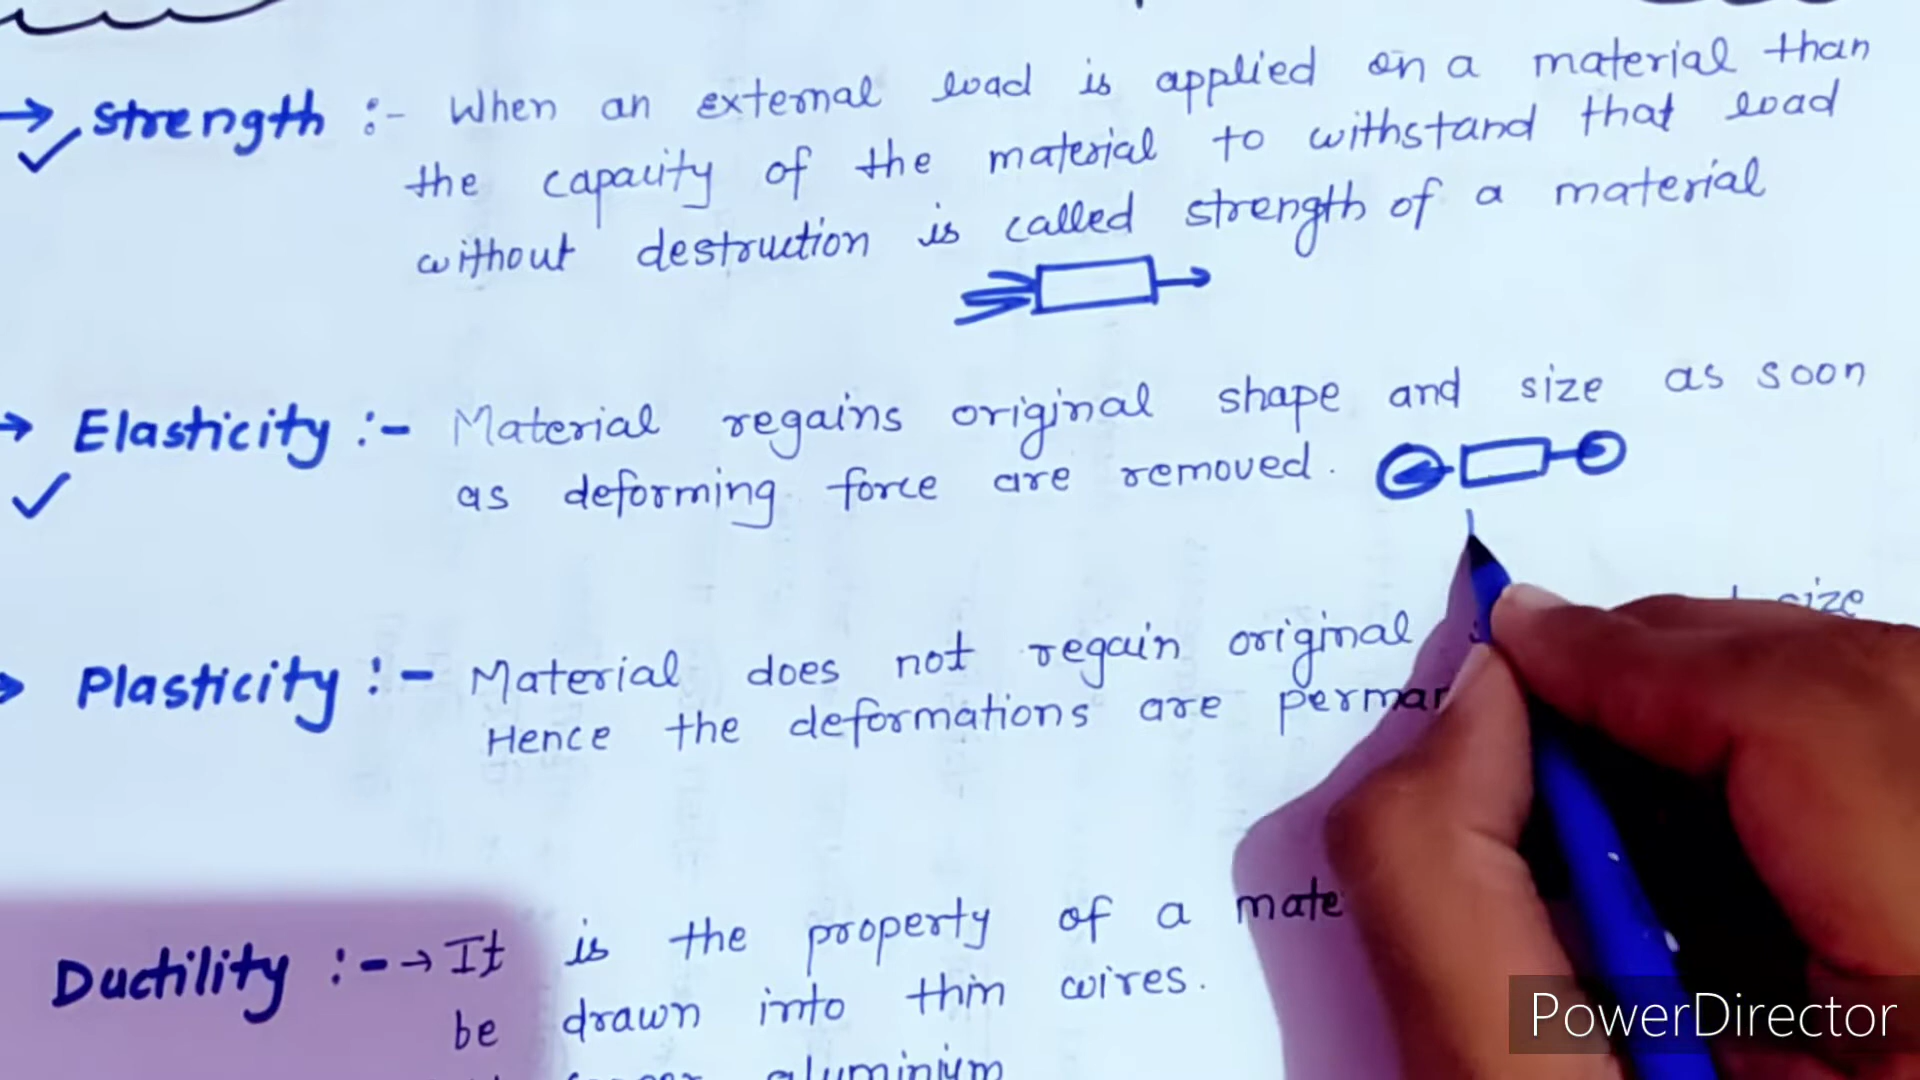 → Strength :- When an external load is applied on a material than
the capacity of the material to withstand that load
without destruction is called strength of a material
→ Elasticity :- Material regains original shape and size as soon
as deforming force are removed.
→ Plasticity :- Material does not regain original size
Hence the deformations are
Ductility :- → It is the property of a
be drawn into thin wires.
aluminium
PowerDirector